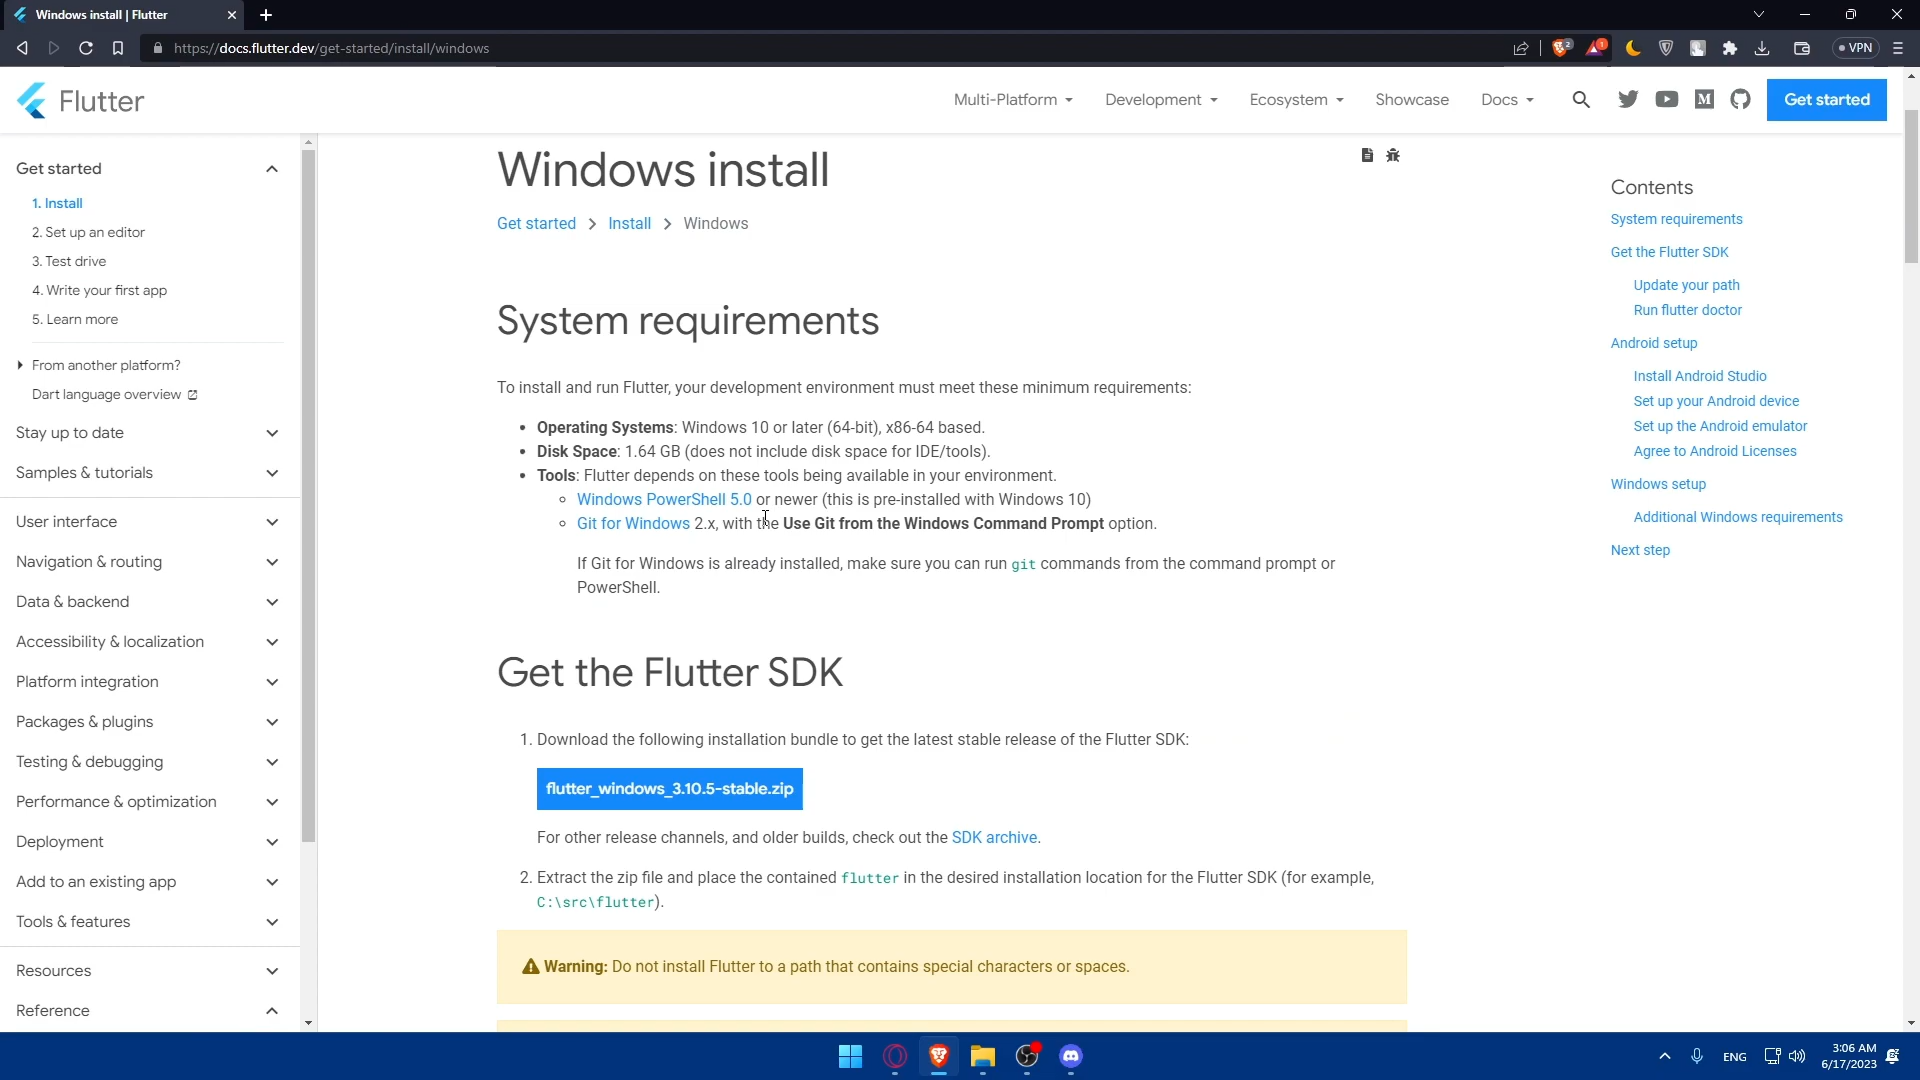 Windows install | Flutter
https://docs.flutter.dev/get-started/install/windows
2
1
VPN
Flutter
Multi-Platform
Development
Ecosystem
Showcase
Docs
Get started
Get started
1. Install
2. Set up an editor
3. Test drive
4. Write your first app
5. Learn more
From another platform?
Dart language overview
Stay up to date
Samples & tutorials
User interface
Navigation & routing
Data & backend
Accessibility & localization
Platform integration
Packages & plugins
Testing & debugging
Performance & optimization
Deployment
Add to an existing app
Tools & features
Resources
Reference
Windows install
Get started > Install > Windows
System requirements
To install and run Flutter, your development environment must meet these minimum requirements:
• Operating Systems: Windows 10 or later (64-bit), x86-64 based.
• Disk Space: 1.64 GB (does not include disk space for IDE/tools).
• Tools: Flutter depends on these tools being available in your environment.
Windows PowerShell 5.0 or newer (this is pre-installed with Windows 10)
Git for Windows 2.x, with the Use Git from the Windows Command Prompt option.
If Git for Windows is already installed, make sure you can run git commands from the command prompt or
PowerShell.
Get the Flutter SDK
1. Download the following installation bundle to get the latest stable release of the Flutter SDK:
flutter_windows_3.10.5-stable.zip
For other release channels, and older builds, check out the SDK archive.
2. Extract the zip file and place the contained flutter in the desired installation location for the Flutter SDK (for example,
C:\src\flutter).
Warning: Do not install Flutter to a path that contains special characters or spaces.
Contents
System requirements
Get the Flutter SDK
Update your path
Run flutter doctor
Android setup
Install Android Studio
Set up your Android device
Set up the Android emulator
Agree to Android Licenses
Windows setup
Additional Windows requirements
Next step
ENG
3:06 AM
6/17/2023